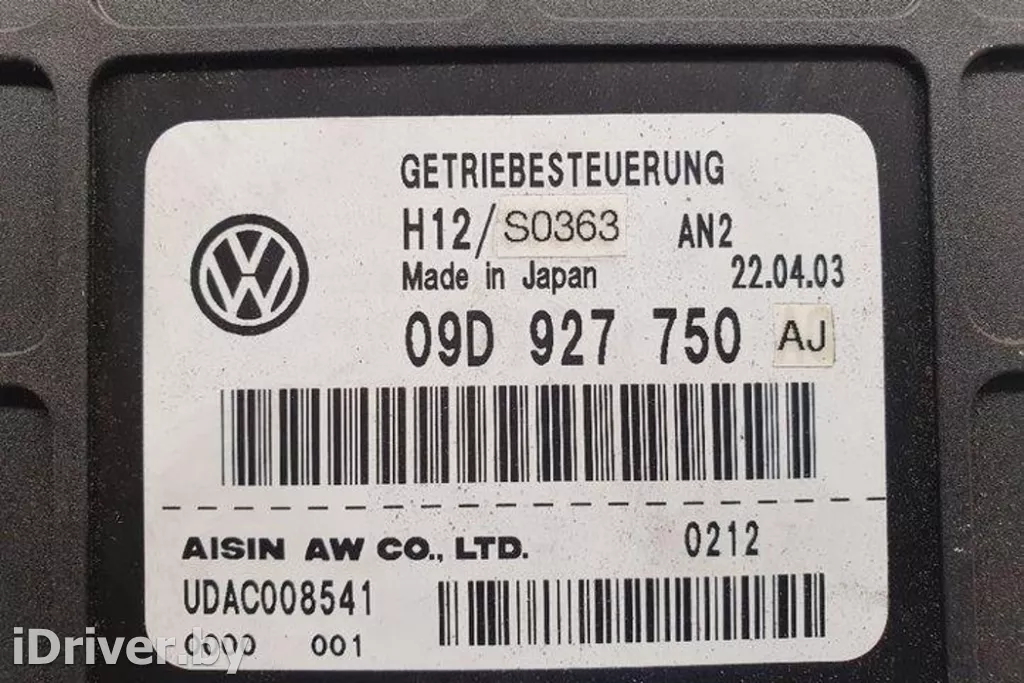 GETRIEBESTEUERUNG
H12/S0363 AN2
Made in Japan 22.04.03
09D 927 750 AJ
AISIN AW CO., LTD. 0212
UDAC008541
0000 001
iDriver.by